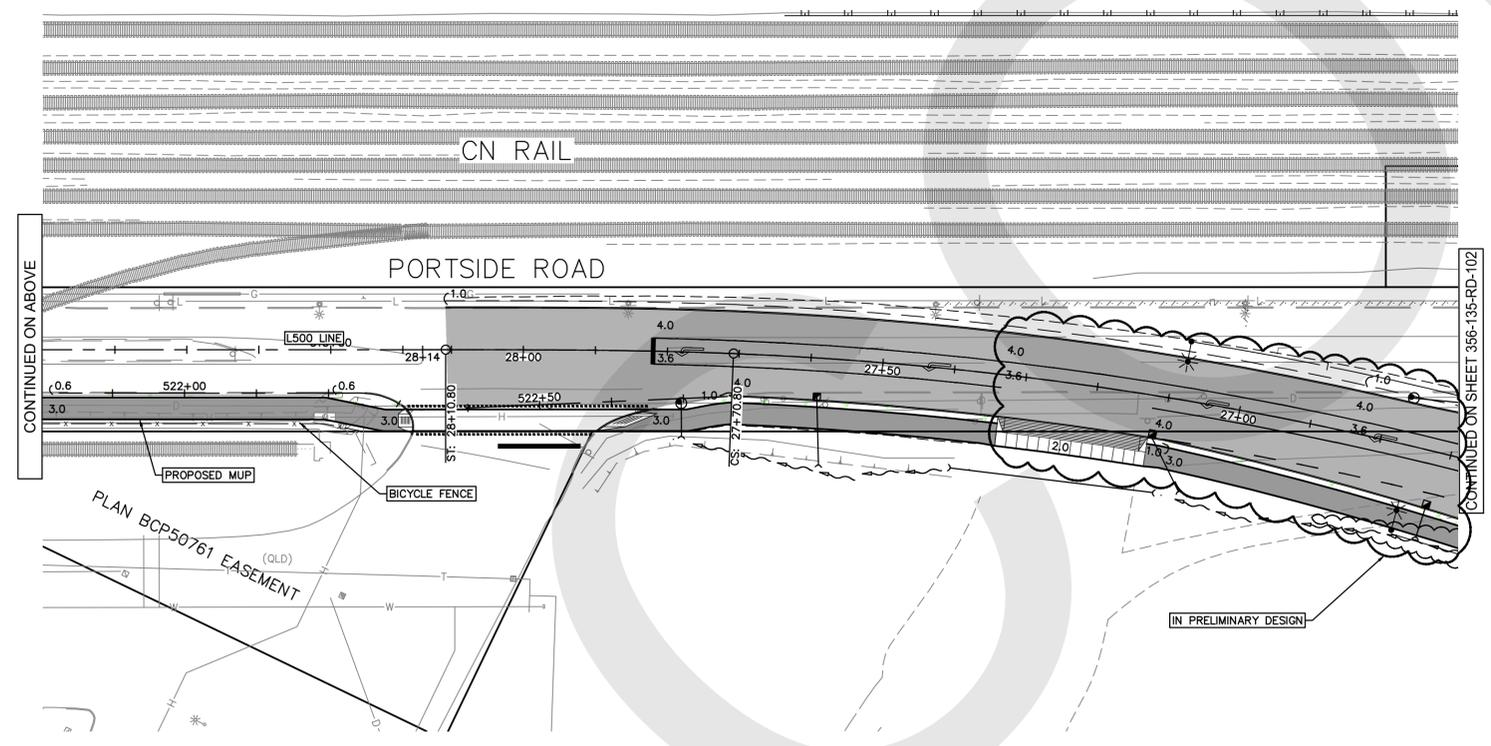 CN RAIL
PORTSIDE ROAD
CONTINUED ON ABOVE
CONTINUED ON SHEET 356-135-RD-102
1.0
G
G
L
L
L
L
L
L500 LINE
28+14
28+00
4.0
3.6
27+50
4.0
3.6
1.0
4.0
3.6
27+00
0.6
522+00
0.6
3.0
D
3.0
522+50
H
3.0
1.0
4.0
D
4.0
2.0
1.0
3.0
ST: 28+10.80
CS: 27+70.80
PROPOSED MUP
BICYCLE FENCE
PLAN BCP50761 EASEMENT
(QLD)
T
T
W
W
H
H
D
P
IN PRELIMINARY DESIGN